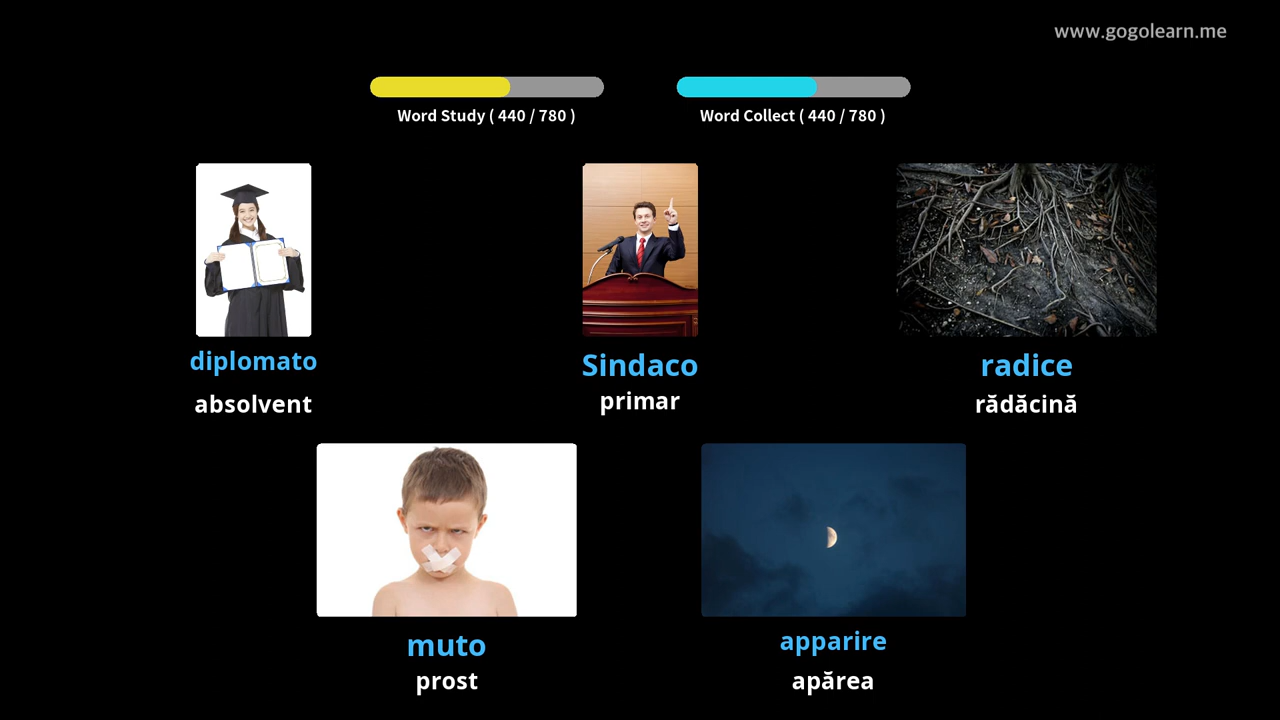 www.gogolearn.me
Word Study ( 440 / 780 )
Word Collect ( 440 / 780 )
diplomato
absolvent
Sindaco
primar
radice
rădăcină
muto
prost
apparire
apărea